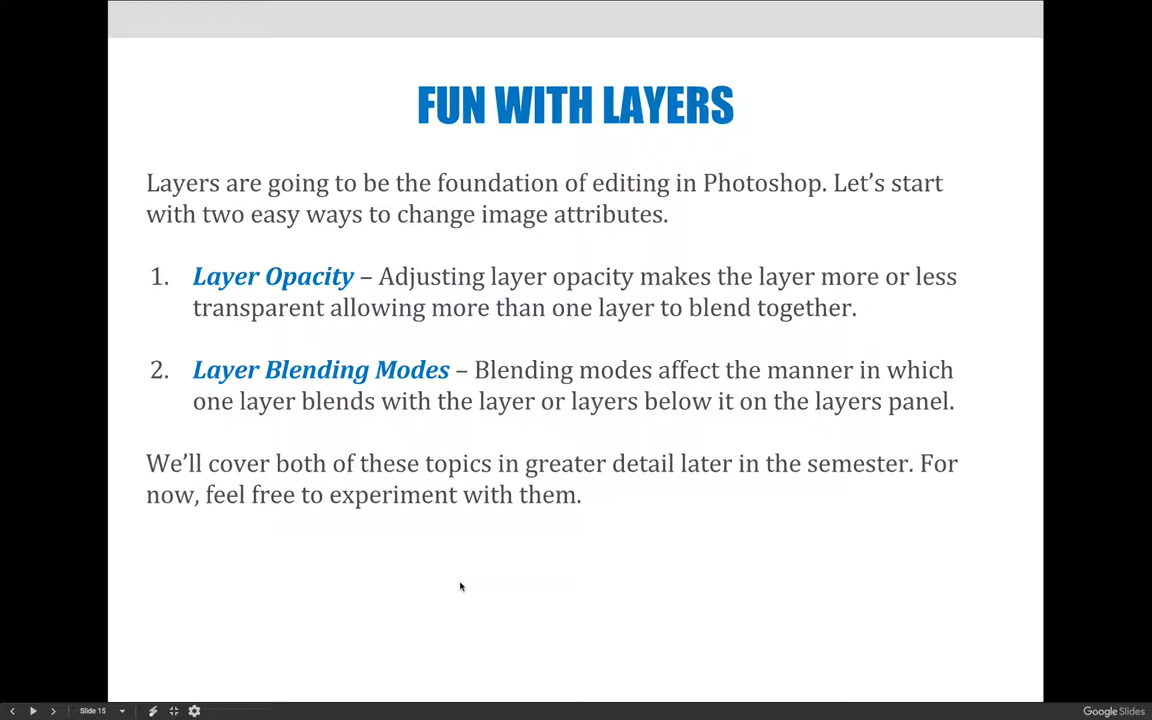 FUN WITH LAYERS
Layers are going to be the foundation of editing in Photoshop. Let’s start
with two easy ways to change image attributes.
1. Layer Opacity – Adjusting layer opacity makes the layer more or less
transparent allowing more than one layer to blend together.
2. Layer Blending Modes – Blending modes affect the manner in which
one layer blends with the layer or layers below it on the layers panel.
We’ll cover both of these topics in greater detail later in the semester. For
now, feel free to experiment with them.
Slide 15
Google Slides